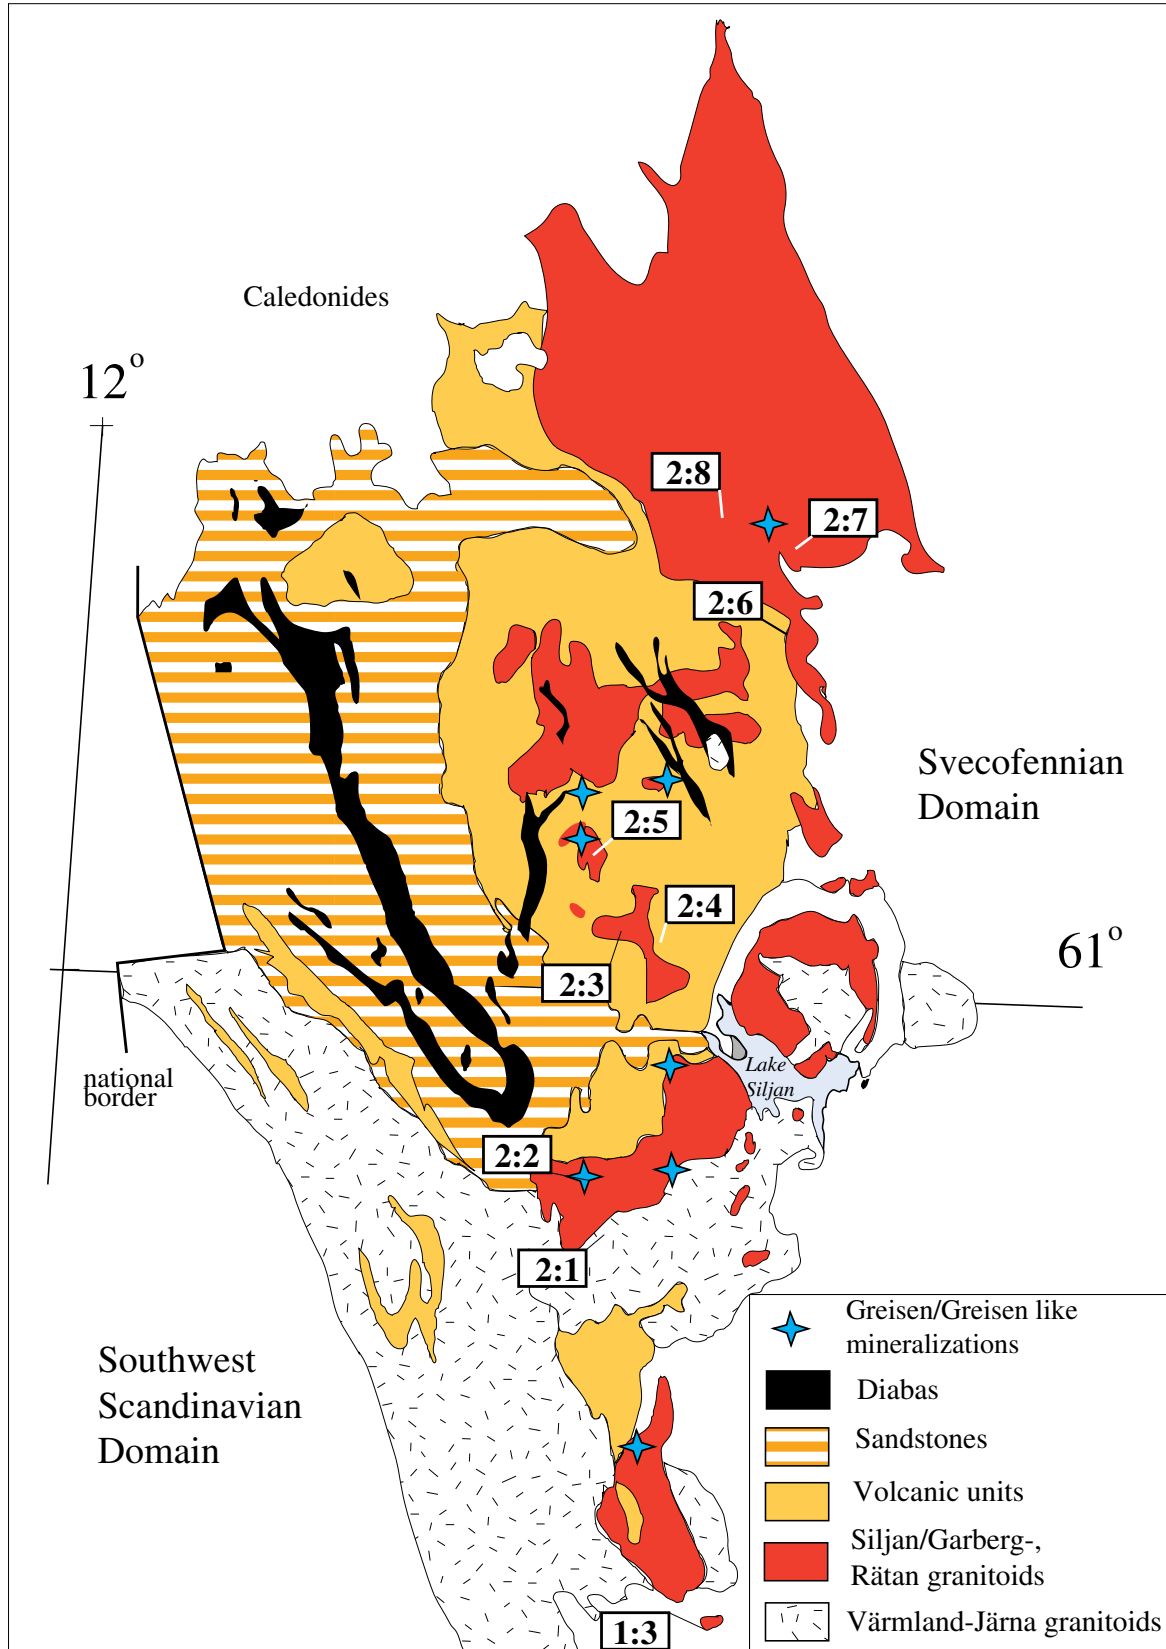 Caledonides
12°
2:8
2:7
2:6
Svecofennian
Domain
2:5
2:4
61°
2:3
Lake
Siljan
national
border
2:2
2:1
Southwest
Scandinavian
Domain
Greisen/Greisen like
mineralizations
Diabas
Sandstones
Volcanic units
Siljan/Garberg-,
Rätan granitoids
Värmland-Järna granitoids
1:3